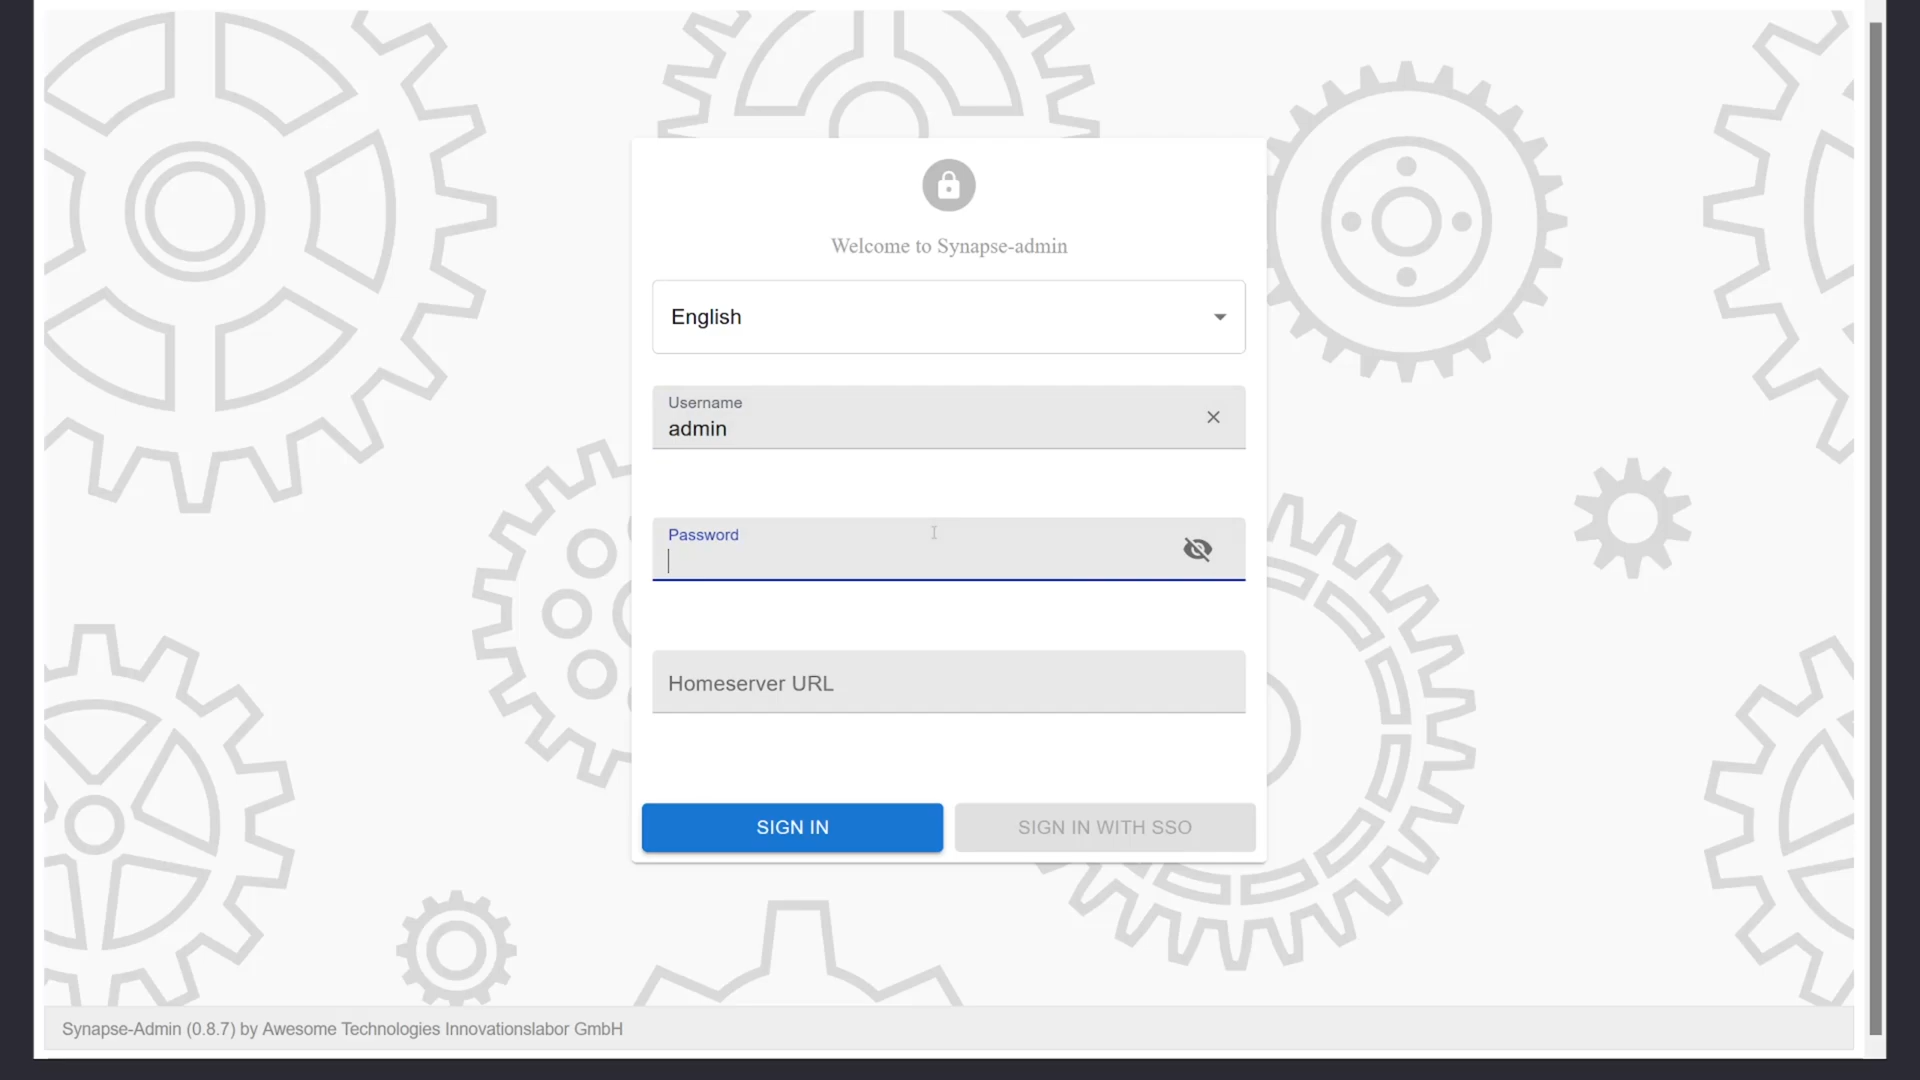 Welcome to Synapse-admin
English
Username
admin
Password
Homeserver URL
SIGN IN
SIGN IN WITH SSO
Synapse-Admin (0.8.7) by Awesome Technologies Innovationslabor GmbH